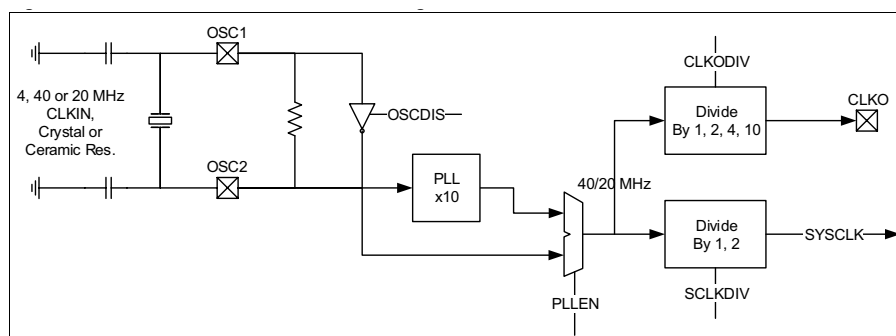 OSC1
4, 40 or 20 MHz
CLKIN,
Crystal or
Ceramic Res.
OSCDIS
OSC2
PLL
x10
40/20 MHz
PLLEN
CLKODIV
Divide
By 1, 2, 4, 10
CLKO
Divide
By 1, 2
SYSCLK
SCLKDIV